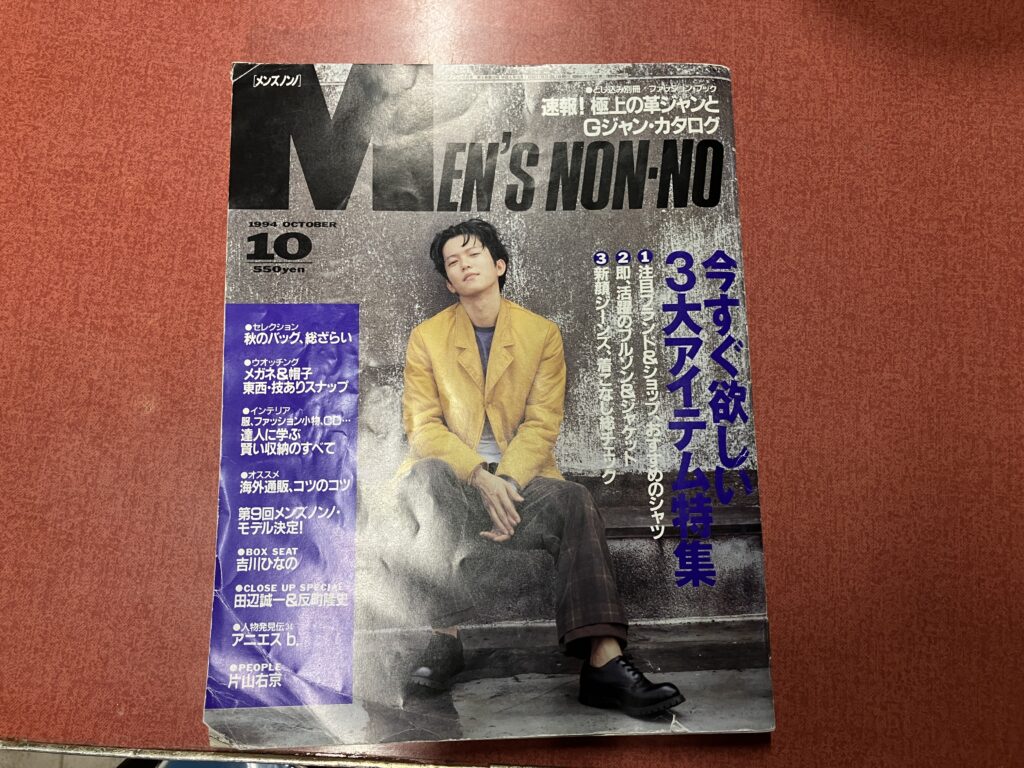 [メンズノンノ]
●とじ込み別冊・ファッションブック
速報! 極上の革ジャンと
Gジャン・カタログ
MEN'S NON-NO
1994 OCTOBER
10
550yen
今すぐ欲しい
3大アイテム特集
❶注目ブランド&ショップ、おすすめのシャツ
❷即、活躍のブルゾン&ジャケット
❸新顔ジーンズ、着こなし路チェック
●セレクション
秋のバッグ、総ざらい
●ウオッチング
メガネ&帽子
東西・技ありスナップ
●インテリア
服、ファッション小物、
達人に学ぶ
賢い収納のすべて
●オススメ
海外通販、コツのコツ
第9回メンズノンノ・
モデル決定!
●BOX SEAT
吉川ひなの
●CLOSE UP SPECIAL
田辺誠一&反町隆史
●人物発見伝
アニエス b.
●PEOPLE
片山右京